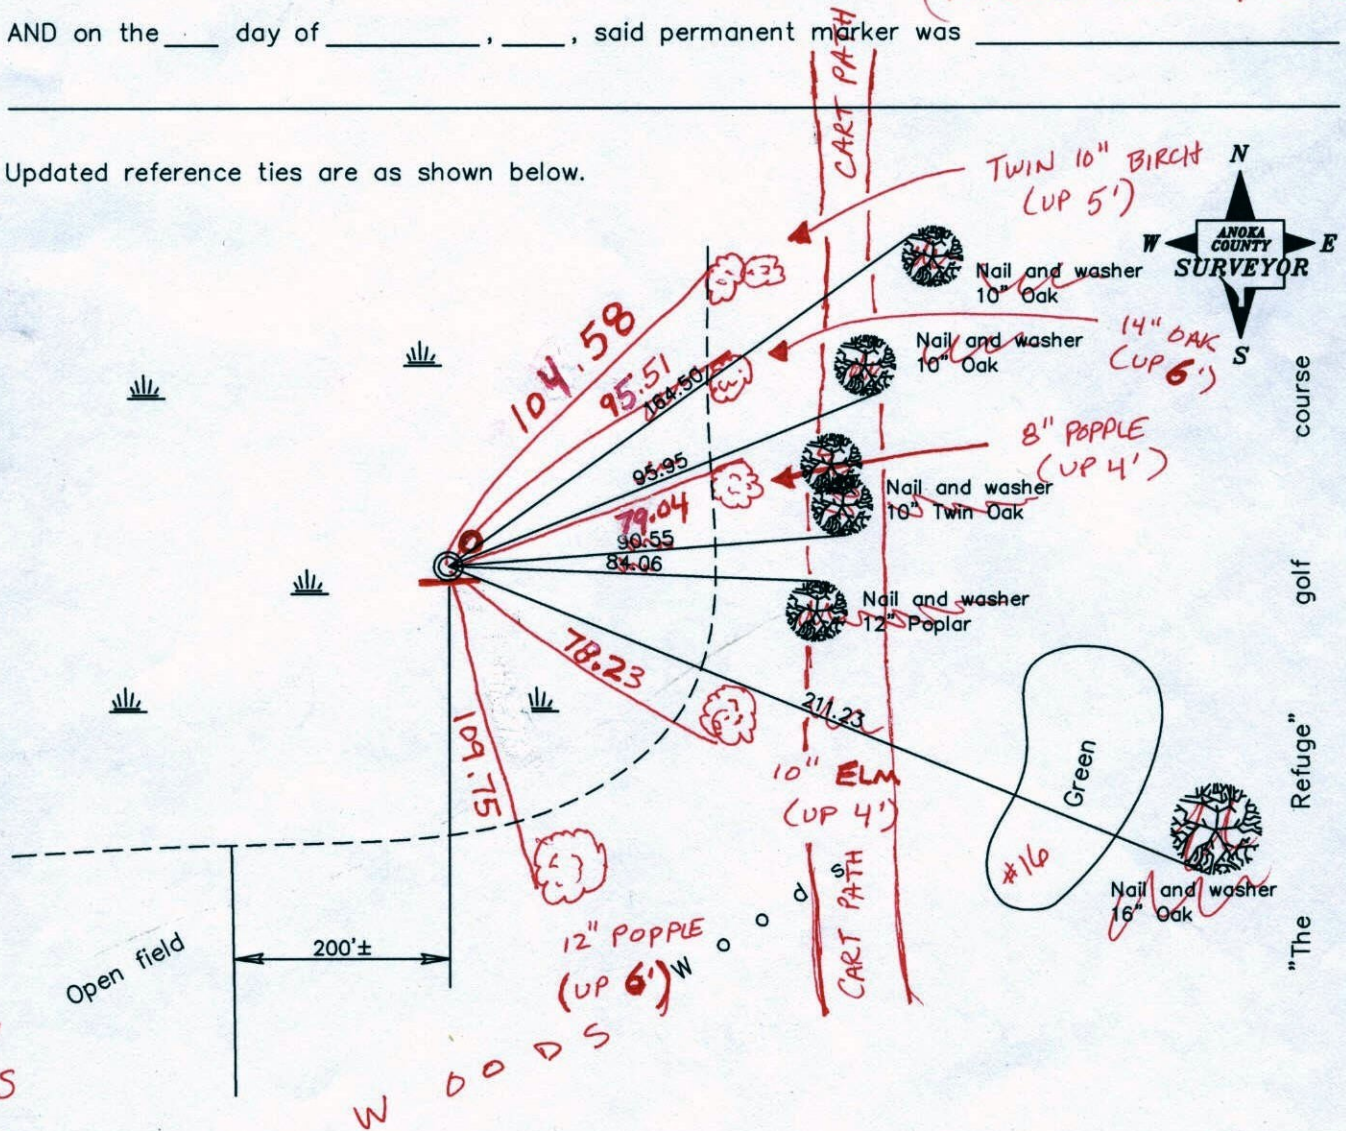 AND on the ___ day of _________, ____, said permanent marker was ______________________
CART PATH
Updated reference ties are as shown below.
TWIN 10" BIRCH
(UP 5')
N
W
ANOKA
COUNTY
E
SURVEYOR
S
Nail and washer
10" Oak
104.58
95.51
164.50
14" OAK
(UP 6')
Nail and washer
10" Oak
8" POPPLE
(UP 4')
95.95
79.04
Nail and washer
10" Twin Oak
90.55
84.06
Nail and washer
12" Poplar
78.23
211.23
109.75
10" ELM
(UP 4')
Green
#16
Nail and washer
16" Oak
"The Refuge" golf course
CART PATH
Woods
12" POPPLE
(UP 6')
Open field
200'±
WOODS
S